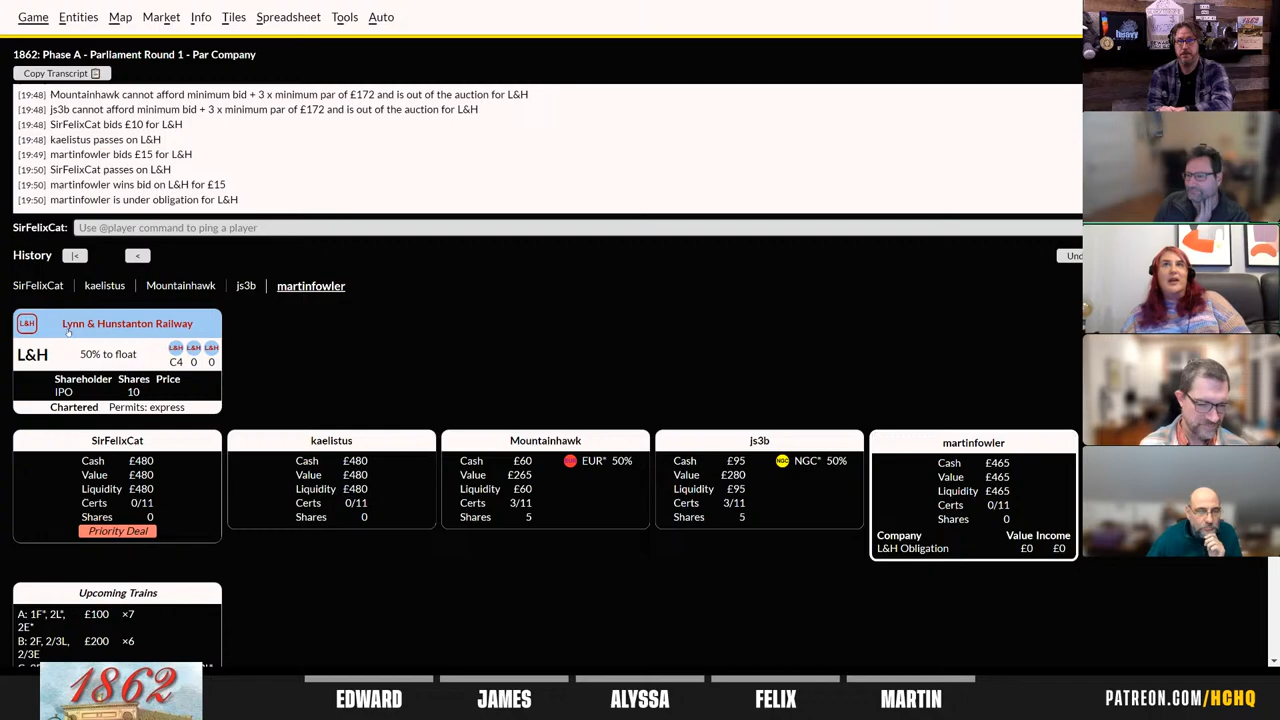 Game Entities Map Market Info Tiles Spreadsheet Tools Auto
1862: Phase A - Parliament Round 1 - Par Company
Copy Transcript
[19:48] Mountainhawk cannot afford minimum bid + 3 x minimum par of £172 and is out of the auction for L&H
[19:48] js3b cannot afford minimum bid + 3 x minimum par of £172 and is out of the auction for L&H
[19:48] SirFelixCat bids £10 for L&H
[19:48] kaelistus passes on L&H
[19:49] martinfowler bids £15 for L&H
[19:50] SirFelixCat passes on L&H
[19:50] martinfowler wins bid on L&H for £15
[19:50] martinfowler is under obligation for L&H
SirFelixCat: Use @player command to ping a player
History |< < Und
SirFelixCat kaelistus Mountainhawk js3b martinfowler
L&H Lynn & Hunstanton Railway
L&H 50% to float L&H L&H L&H
C4 0 0
Shareholder Shares Price
IPO 10
Chartered Permits: express
SirFelixCat
Cash £480
Value £480
Liquidity £480
Certs 0/11
Shares 0
Priority Deal
kaelistus
Cash £480
Value £480
Liquidity £480
Certs 0/11
Shares 0
Mountainhawk
Cash £60 EUR* 50%
Value £265
Liquidity £60
Certs 3/11
Shares 5
js3b
Cash £95 NGC NGC* 50%
Value £280
Liquidity £95
Certs 3/11
Shares 5
martinfowler
Cash £465
Value £465
Liquidity £465
Certs 0/11
Shares 0
Company Value Income
L&H Obligation £0 £0
Upcoming Trains
A: 1F*, 2L*, £100 ×7
2E*
B: 2F, 2/3L, £200 ×6
2/3E
1862
EDWARD JAMES ALYSSA FELIX MARTIN
PATREON.COM/HCHQ